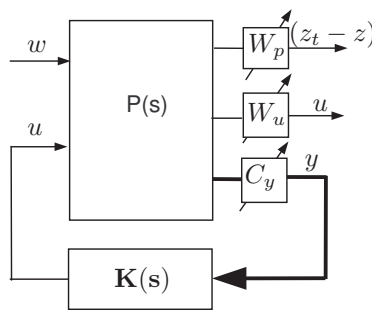 w
u
P(s)
W_p
(z_t − z)
W_u
u
C_y
y
K(s)